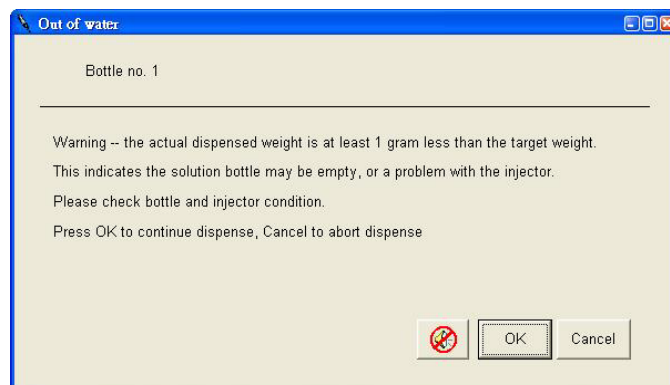 Out of water
Bottle no. 1
Warning -- the actual dispensed weight is at least 1 gram less than the target weight.
This indicates the solution bottle may be empty, or a problem with the injector.
Please check bottle and injector condition.
Press OK to continue dispense, Cancel to abort dispense
OK Cancel